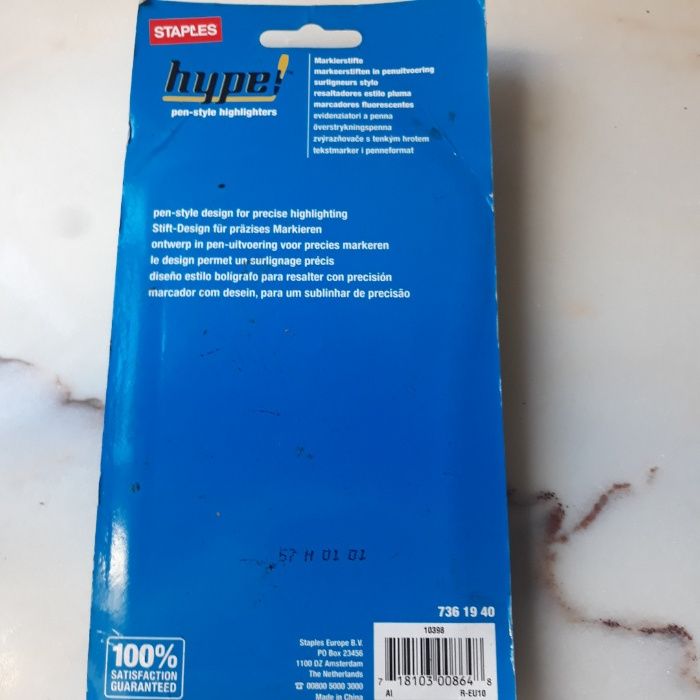 STAPLES
hype!
pen-style highlighters
Markierstifte
markeerstiften in penuitvoering
surligneurs stylo
resaltadores estilo pluma
marcadores fluorescentes
evidenziatori a penna
överstrykningspenna
zvýrazňovače s tenkým hrotem
tekstmarker i penneformat
pen-style design for precise highlighting
Stift-Design für präzises Markieren
ontwerp in pen-uitvoering voor precies markeren
le design permet un surlignage précis
diseño estilo bolígrafo para resalter con precisión
marcador com desein, para um sublinhar de precisão
01 01
736 19 40
100%
SATISFACTION
GUARANTEED
Staples Europe B.V.
PO Box 23456
1100 DZ Amsterdam
The Netherlands
☎ 00800 5000 3000
Made in China
10398
7 18103 00864 8
AI R-EU10